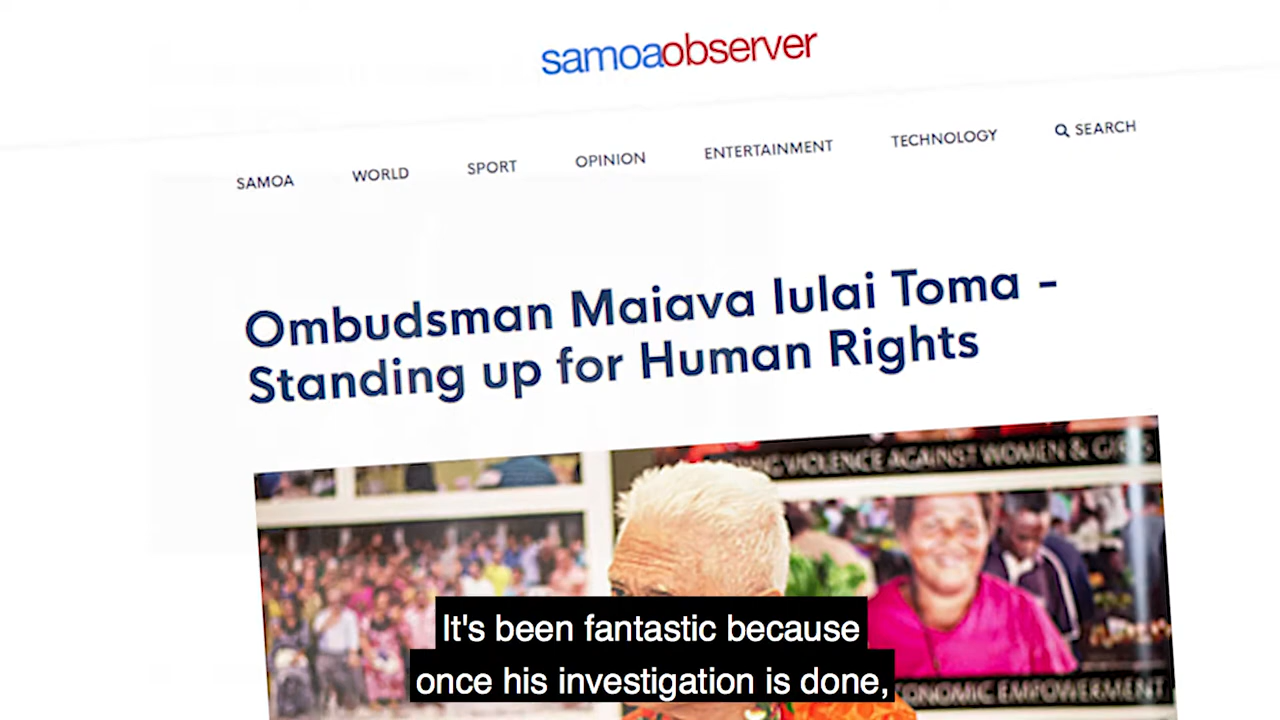 samoaobserver
SAMOA WORLD SPORT OPINION ENTERTAINMENT TECHNOLOGY SEARCH
Ombudsman Maiava Iulai Toma -
Standing up for Human Rights
VIOLENCE AGAINST WOMEN &
It's been fantastic because
once his investigation is done,
ECONOMIC EMPOWERMENT